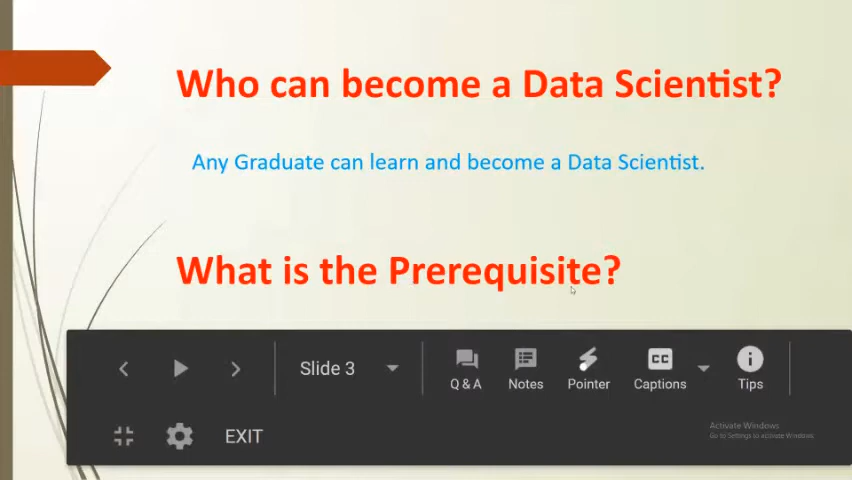 Who can become a Data Scientist?
Any Graduate can learn and become a Data Scientist.
What is the Prerequisite?
Slide 3
Q & A
Notes
Pointer
CC
Captions
Tips
EXIT
Activate Windows
Go to Settings to activate Windows.